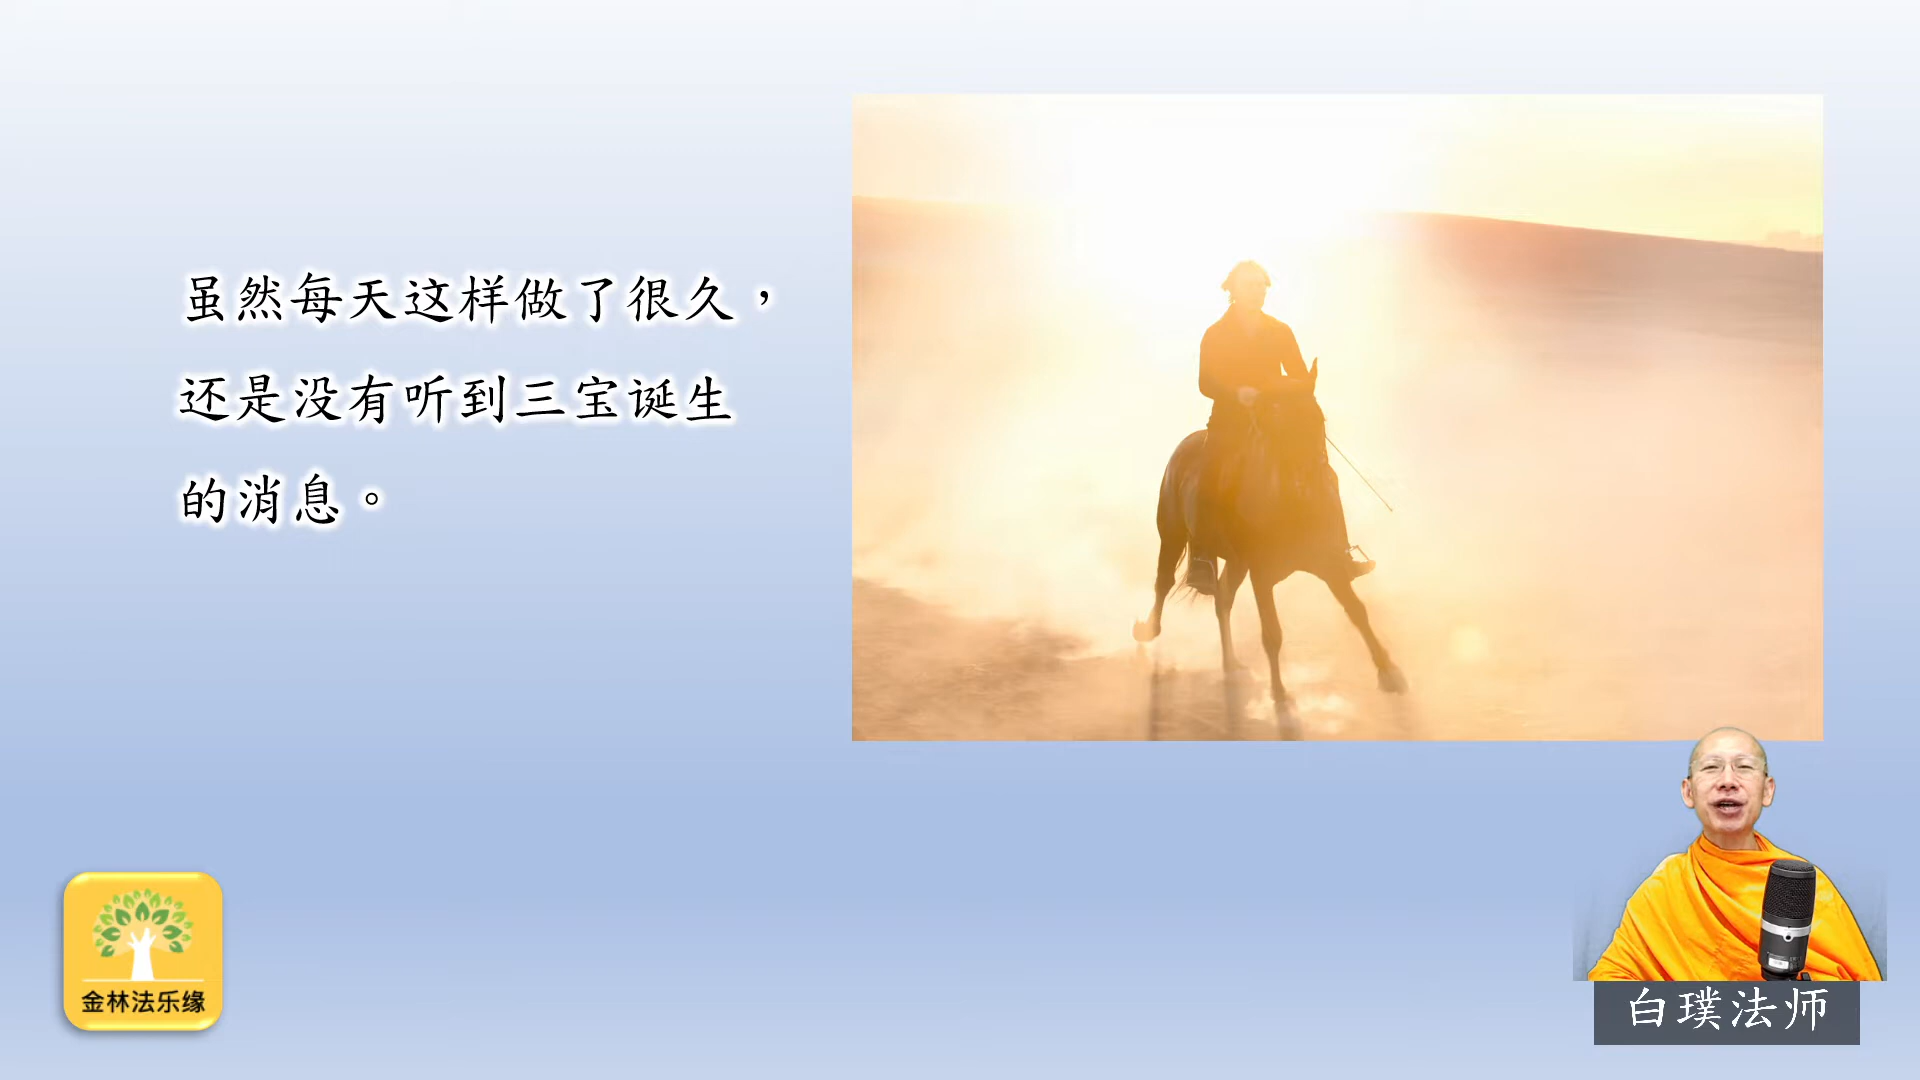 虽然每天这样做了很久，
还是没有听到三宝诞生
的消息。
金林法乐缘
白璞法师